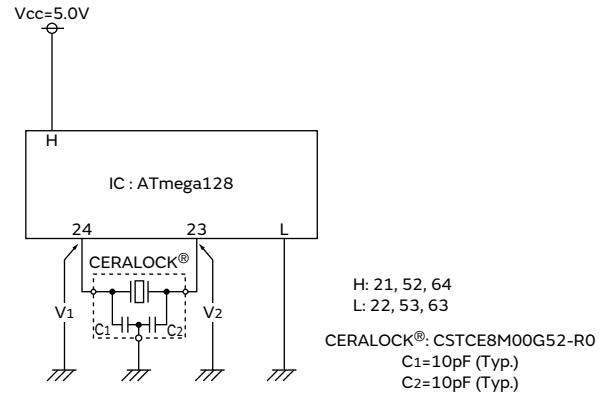 Vcc=5.0V
H
IC : ATmega128
24 23 L
CERALOCK®
V1 V2
C1 C2
H: 21, 52, 64
L: 22, 53, 63
CERALOCK®: CSTCE8M00G52-R0
C1=10pF (Typ.)
C2=10pF (Typ.)